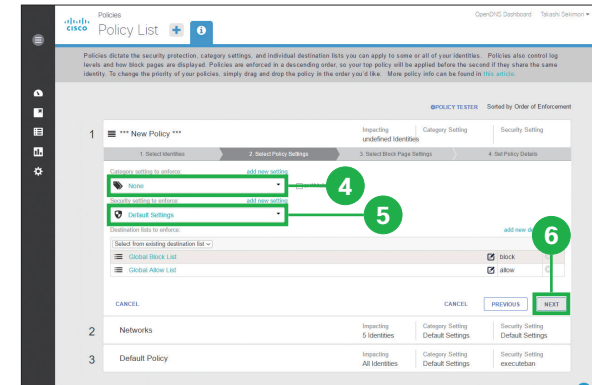 Policies
OpenDNS Dashboard Takashi Sekimon
CISCO
Policy List
Policies dictate the security protection, category settings, and individual destination lists you can apply to some or all of your identities. Policies also control log
levels and how block pages are displayed. Policies are enforced in a descending order, so your top policy will be applied before the second if they share the same
identity. To change the priority of your policies, simply drag and drop the policy in the order you'd like. More policy info can be found in this article.
POLICY TESTER Sorted by Order of Enforcement
1 *** New Policy *** Impacting Category Setting Security Setting
undefined Identities
1. Select Identities 2. Select Policy Settings 3. Select Block Page Settings 4. Set Policy Details
Category setting to enforce: add new setting
None 4
Security setting to enforce: add new setting
Default Settings 5
Destination lists to enforce: add new 6
Select from existing destination list
Global Block List block
Global Allow List allow
CANCEL CANCEL PREVIOUS NEXT
2 Networks Impacting Category Setting Security Setting
5 Identities Default Settings Default Settings
3 Default Policy Impacting Category Setting Security Setting
All Identities Default Settings executeban